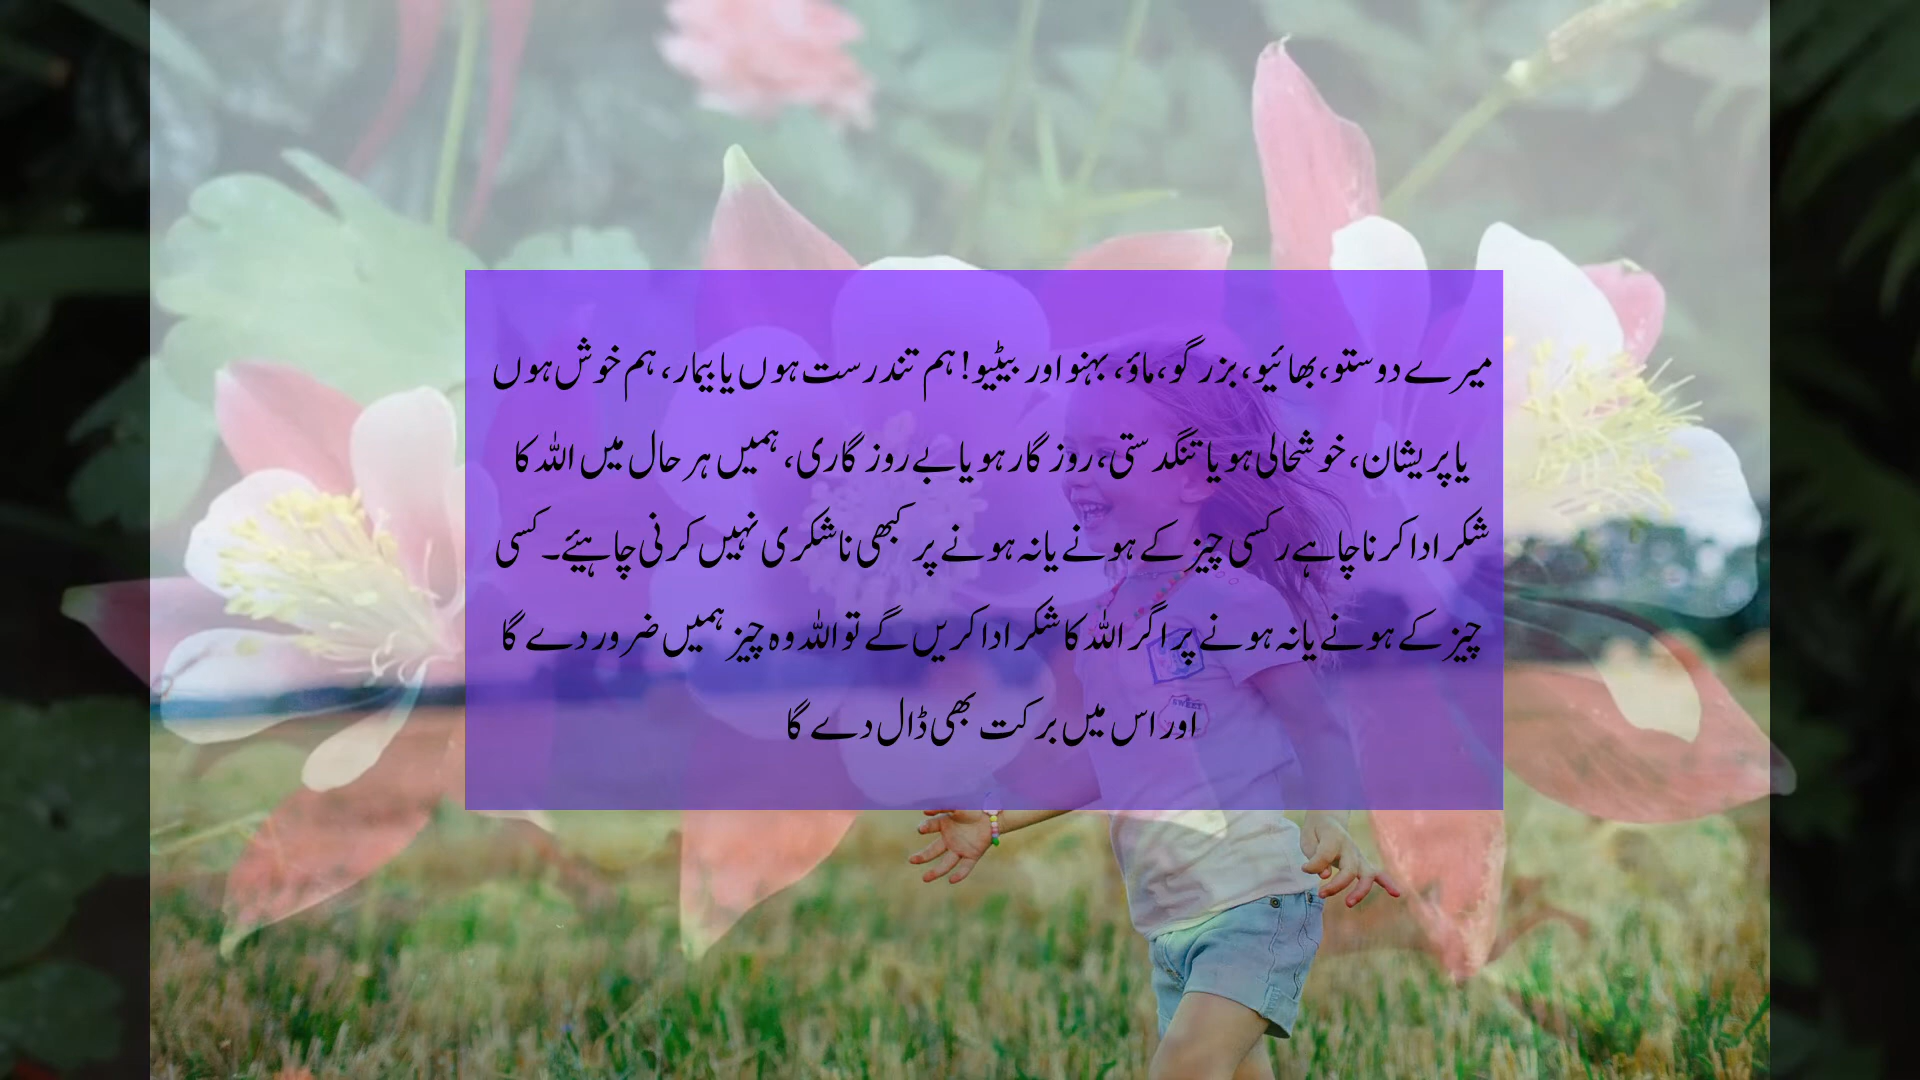 میرے دوستو، بھائیو، بزرگو، ماؤ، بہنو اور بیٹیو! ہم تندرست ہوں یا بیمار، ہم خوش ہوں
یا پریشان، خوشحالی ہو یا تنگدستی، روزگار ہو یا بے روزگاری، ہمیں ہر حال میں اللہ کا
شکر ادا کرنا چاہے رکسی چیز کے ہونے یا نہ ہونے پر کبھی ناشکری نہیں کرنی چاہیئے۔ کسی
چیز کے ہونے یا نہ ہونے پر اگر اللہ کا شکر ادا کریں گے تو اللہ وہ چیز ہمیں ضرور دے گا
اور اس میں برکت بھی ڈال دے گا
SWEET